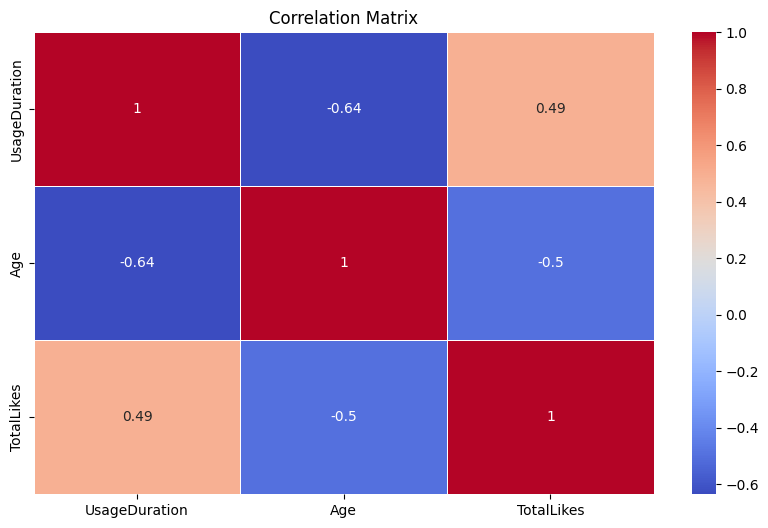 Correlation Matrix
UsageDuration
1
-0.64
0.49
Age
-0.64
1
-0.5
TotalLikes
0.49
-0.5
1
UsageDuration
Age
TotalLikes
1.0
0.8
0.6
0.4
0.2
0.0
−0.2
−0.4
−0.6